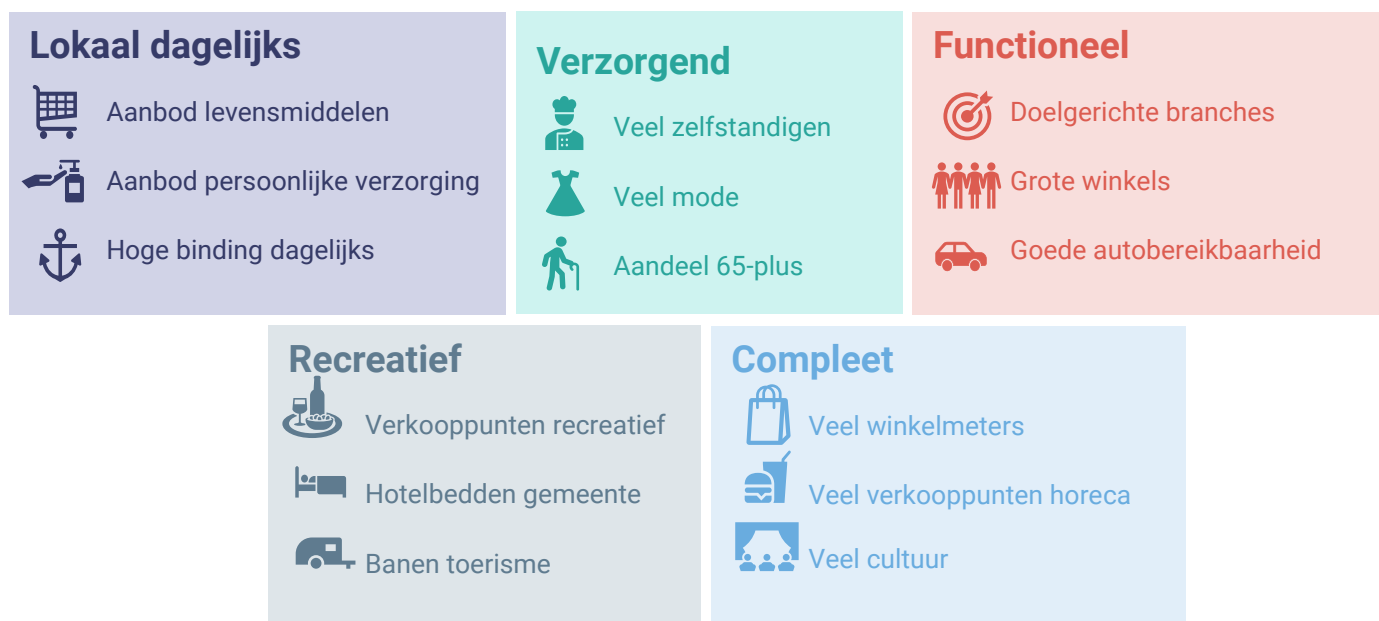 Lokaal dagelijks
Aanbod levensmiddelen
Aanbod persoonlijke verzorging
Hoge binding dagelijks
Verzorgend
Veel zelfstandigen
Veel mode
Aandeel 65-plus
Functioneel
Doelgerichte branches
Grote winkels
Goede autobereikbaarheid
Recreatief
Verkooppunten recreatief
Hotelbedden gemeente
Banen toerisme
Compleet
Veel winkelmeters
Veel verkooppunten horeca
Veel cultuur